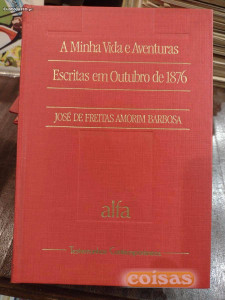 A Minha Vida e Aventuras
Escritas em Outubro de 1876
JOSÉ DE FREITAS AMORIM BARBOSA
alfa
coisas